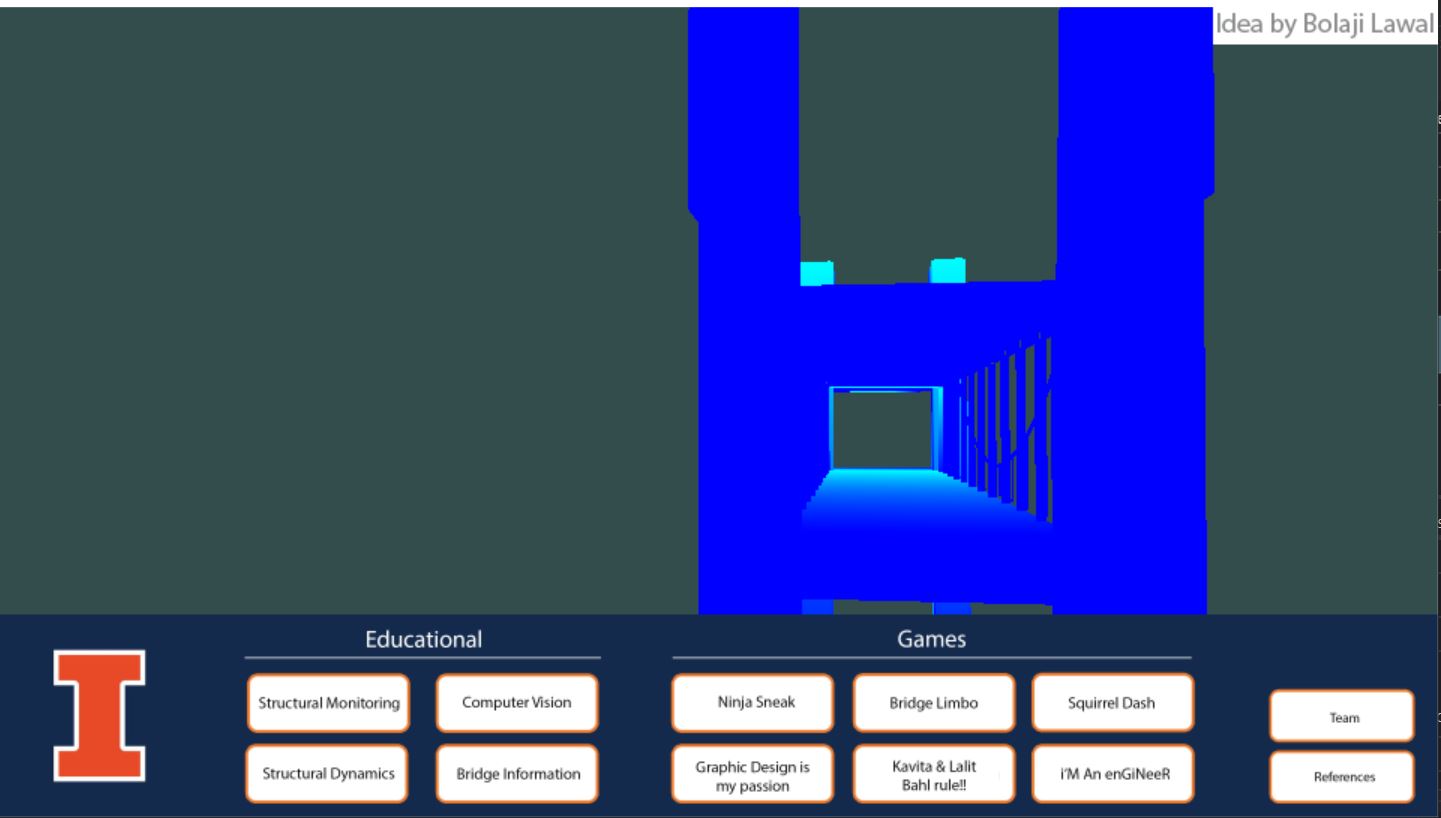 Idea by Bolaji Lawal
Educational
Games
Structural Monitoring
Computer Vision
Ninja Sneak
Bridge Limbo
Squirrel Dash
Team
Structural Dynamics
Bridge Information
Graphic Design is
my passion
Kavita & Lalit
Bahl rule!!
i'M An enGiNeeR
References